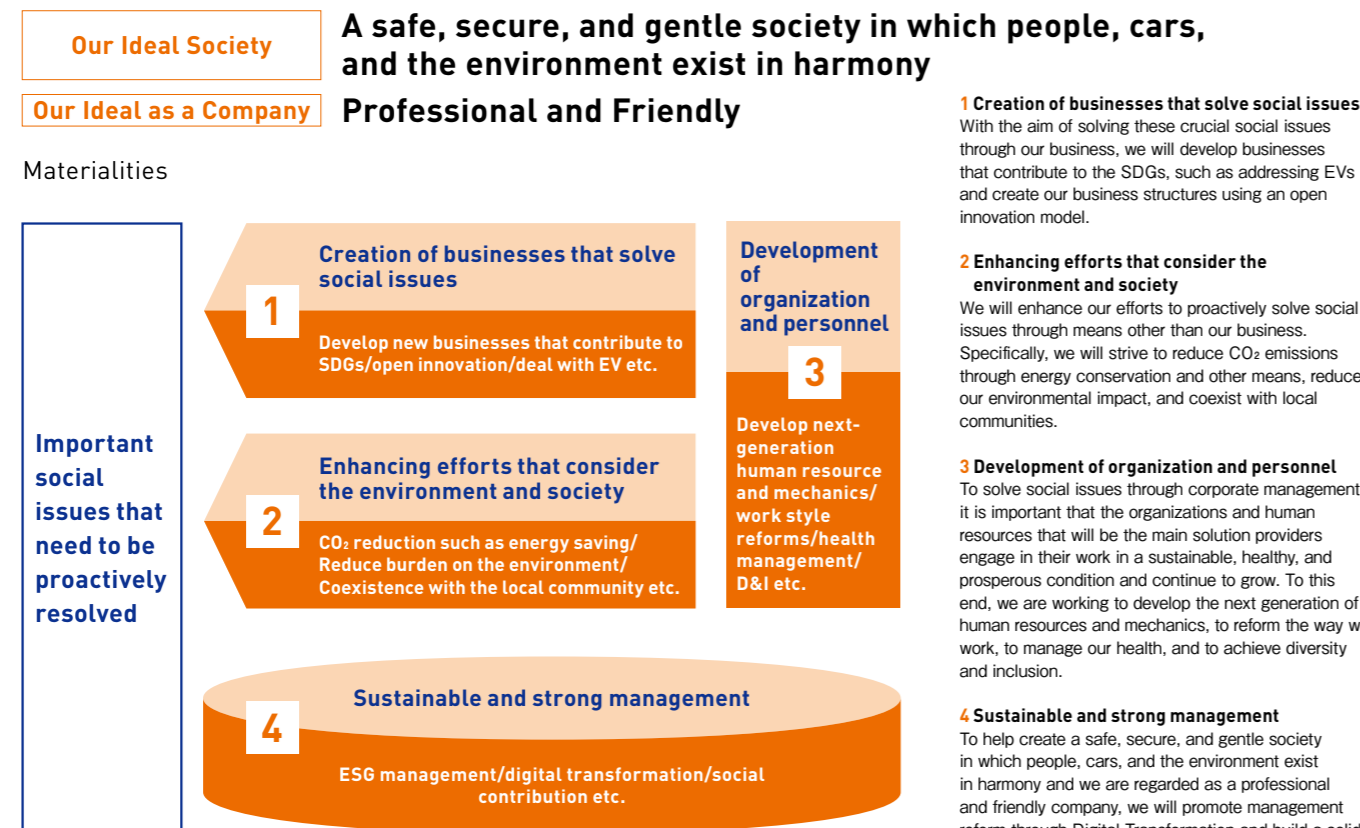 Our Ideal Society
A safe, secure, and gentle society in which people, cars,
and the environment exist in harmony
Our Ideal as a Company
Professional and Friendly
Materialities
Important
social
issues that
need to be
proactively
resolved
1
Creation of businesses that solve
social issues
Develop new businesses that contribute to
SDGs/open innovation/deal with EV etc.
2
Enhancing efforts that consider
the environment and society
CO₂ reduction such as energy saving/
Reduce burden on the environment/
Coexistence with the local community etc.
Development
of
organization
and personnel
3
Develop next-
generation
human resource
and mechanics/
work style
reforms/health
management/
D&I etc.
4
Sustainable and strong management
ESG management/digital transformation/social
contribution etc.
1 Creation of businesses that solve social issues
With the aim of solving these crucial social issues
through our business, we will develop businesses
that contribute to the SDGs, such as addressing EVs
and create our business structures using an open
innovation model.
2 Enhancing efforts that consider the
environment and society
We will enhance our efforts to proactively solve social
issues through means other than our business.
Specifically, we will strive to reduce CO₂ emissions
through energy conservation and other means, reduce
our environmental impact, and coexist with local
communities.
3 Development of organization and personnel
To solve social issues through corporate management
it is important that the organizations and human
resources that will be the main solution providers
engage in their work in a sustainable, healthy, and
prosperous condition and continue to grow. To this
end, we are working to develop the next generation of
human resources and mechanics, to reform the way
work, to manage our health, and to achieve diversity
and inclusion.
4 Sustainable and strong management
To help create a safe, secure, and gentle society
in which people, cars, and the environment exist
in harmony and we are regarded as a professional
and friendly company, we will promote management
reform through Digital Transformation and build a solid